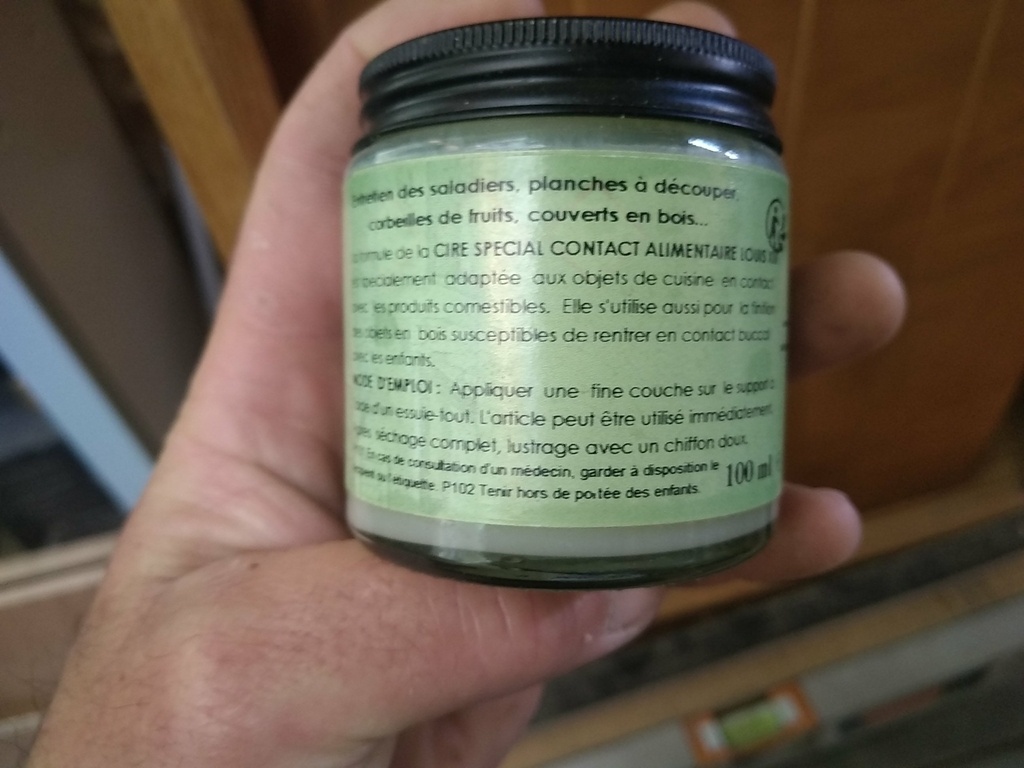 Entretien des saladiers, planches à découper,
corbeilles de fruits, couverts en bois...
formule de la CIRE SPECIAL CONTACT ALIMENTAIRE LOUIS XIII
est spécialement adaptée aux objets de cuisine en contact
avec les produits comestibles. Elle s'utilise aussi pour la finition
des objets en bois susceptibles de rentrer en contact buccal
avec les enfants.
MODE D'EMPLOI : Appliquer une fine couche sur le support à
l'aide d'un essuie-tout. L'article peut être utilisé immédiatement
après séchage complet, lustrage avec un chiffon doux.
En cas de consultation d'un médecin, garder à disposition le
récipient ou l'étiquette. P102 Tenir hors de portée des enfants.
100 ml